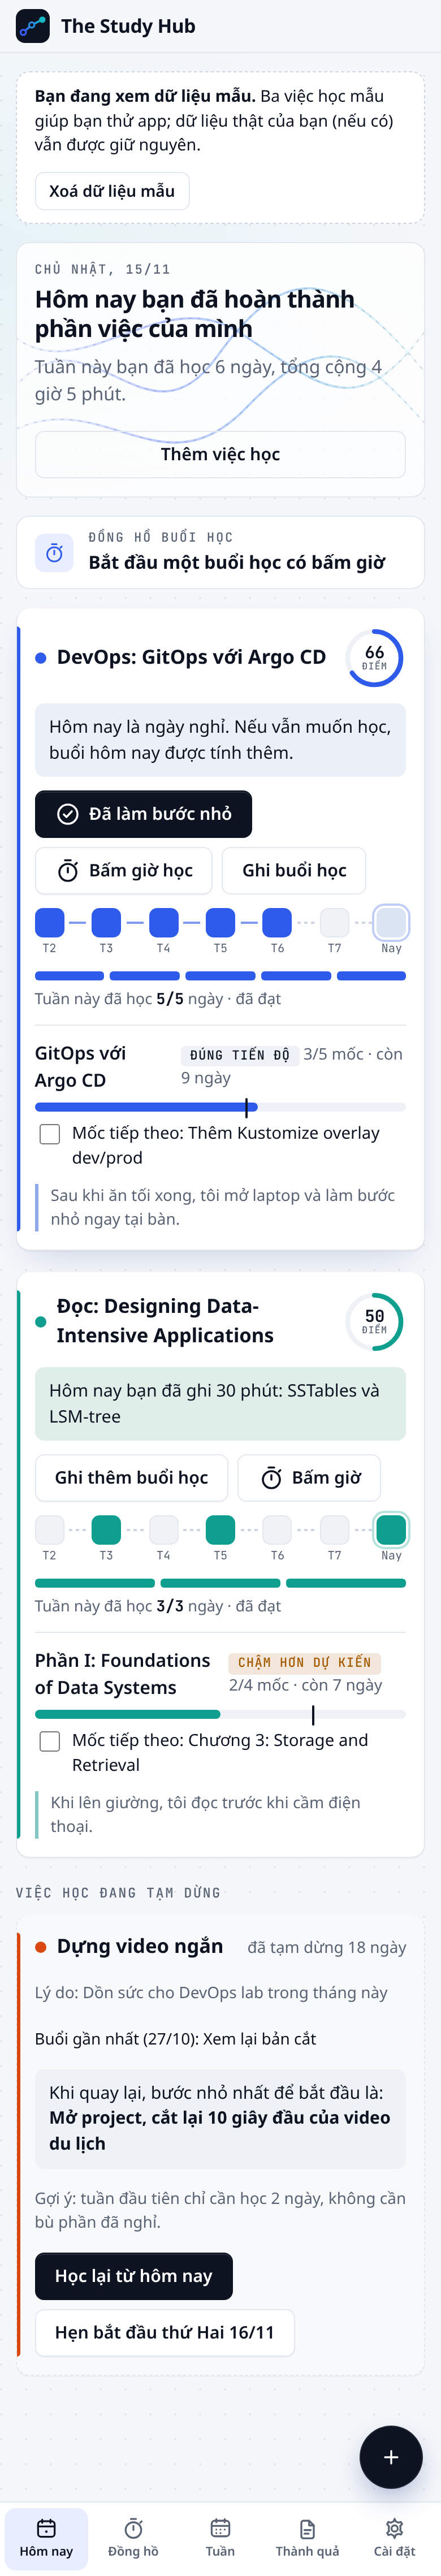 The Study Hub
Bạn đang xem dữ liệu mẫu. Ba việc học mẫu
giúp bạn thử app; dữ liệu thật của bạn (nếu có)
vẫn được giữ nguyên.
Xoá dữ liệu mẫu
CHỦ NHẬT, 15/11
Hôm nay bạn đã hoàn thành
phần việc của mình
Tuần này bạn đã học 6 ngày, tổng cộng 4
giờ 5 phút.
Thêm việc học
ĐỒNG HỒ BUỔI HỌC
Bắt đầu một buổi học có bấm giờ
DevOps: GitOps với Argo CD
66
ĐIỂM
Hôm nay là ngày nghỉ. Nếu vẫn muốn học,
buổi hôm nay được tính thêm.
Đã làm bước nhỏ
Bấm giờ học
Ghi buổi học
T2 T3 T4 T5 T6 T7 Nay
Tuần này đã học 5/5 ngày · đã đạt
GitOps với
Argo CD
ĐÚNG TIẾN ĐỘ 3/5 mốc · còn
9 ngày
Mốc tiếp theo: Thêm Kustomize overlay
dev/prod
Sau khi ăn tối xong, tôi mở laptop và làm bước
nhỏ ngay tại bàn.
Đọc: Designing Data-
Intensive Applications
50
ĐIỂM
Hôm nay bạn đã ghi 30 phút: SSTables và
LSM-tree
Ghi thêm buổi học
Bấm giờ
T2 T3 T4 T5 T6 T7 Nay
Tuần này đã học 3/3 ngày · đã đạt
Phần I: Foundations
of Data Systems
CHẬM HƠN DỰ KIẾN
2/4 mốc · còn 7 ngày
Mốc tiếp theo: Chương 3: Storage and
Retrieval
Khi lên giường, tôi đọc trước khi cầm điện
thoại.
VIỆC HỌC ĐANG TẠM DỪNG
Dựng video ngắn
đã tạm dừng 18 ngày
Lý do: Dồn sức cho DevOps lab trong tháng này
Buổi gần nhất (27/10): Xem lại bản cắt
Khi quay lại, bước nhỏ nhất để bắt đầu là:
Mở project, cắt lại 10 giây đầu của video
du lịch
Gợi ý: tuần đầu tiên chỉ cần học 2 ngày, không cần
bù phần đã nghỉ.
Học lại từ hôm nay
Hẹn bắt đầu thứ Hai 16/11
Hôm nay
Đồng hồ
Tuần
Thành quả
Cài đặt